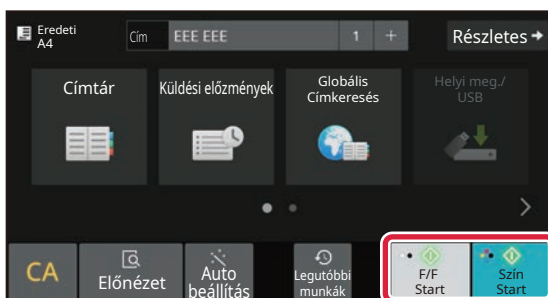 Eredeti
A4
Cím EEE EEE 1 +
Részletes
Címtár
Küldési előzmények
Globális
Címkeresés
Helyi meg./
USB
CA
Előnézet
Auto
beállítás
Legutóbbi
munkák
F/F
Start
Szín
Start